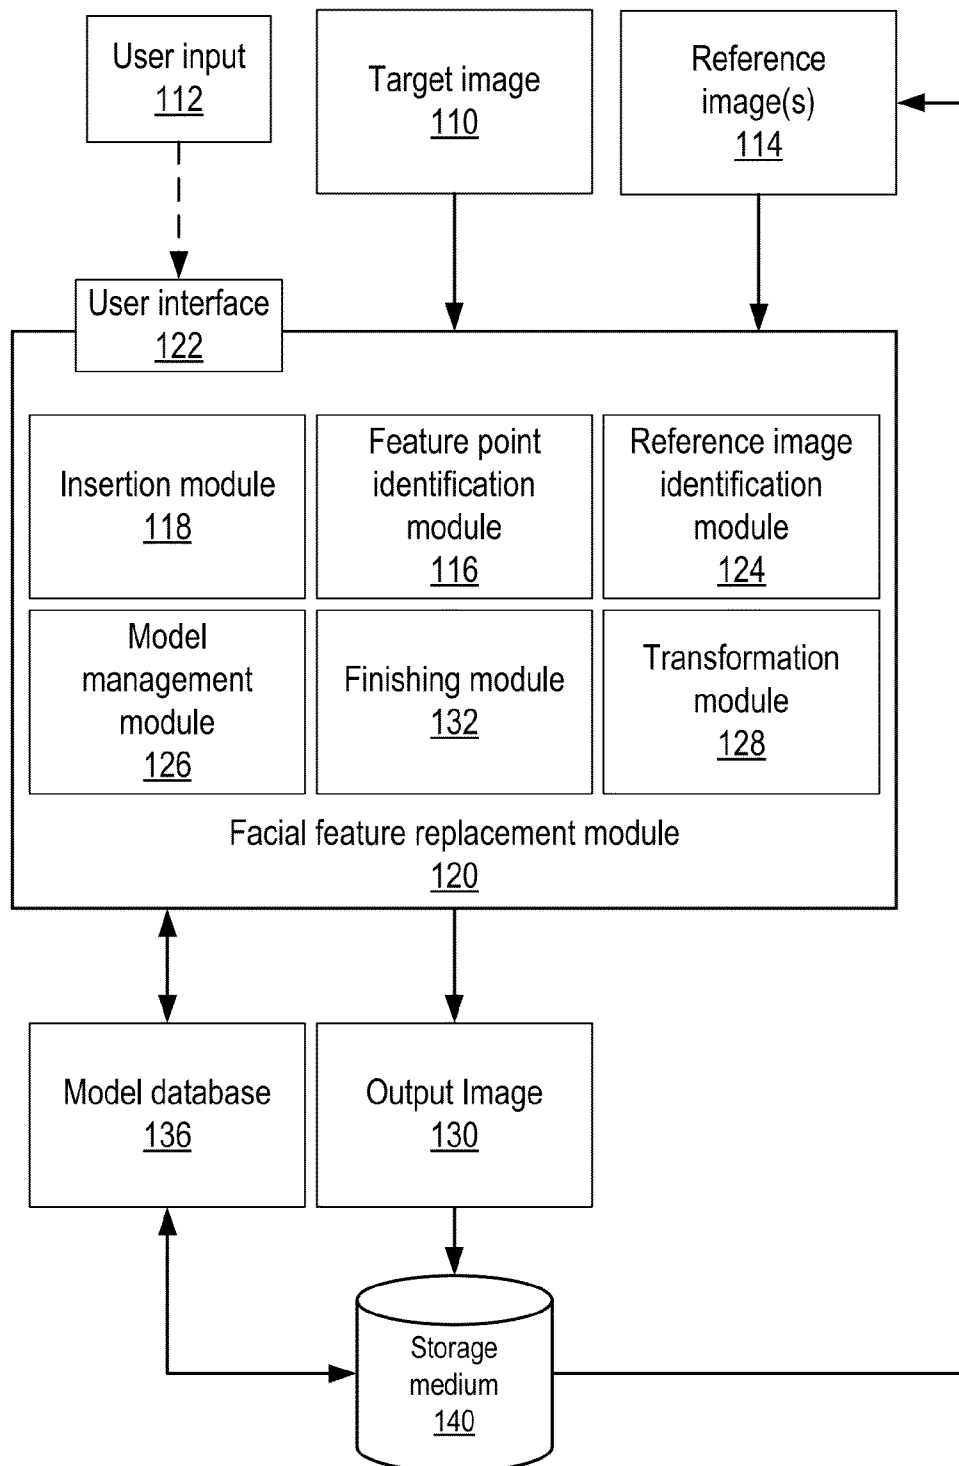 User input
112
Target image
110
Reference
image(s)
114
User interface
122
Insertion module
118
Feature point
identification
module
116
Reference image
identification
module
124
Model
management
module
126
Finishing module
132
Transformation
module
128
Facial feature replacement module
120
Model database
136
Output Image
130
Storage
medium
140